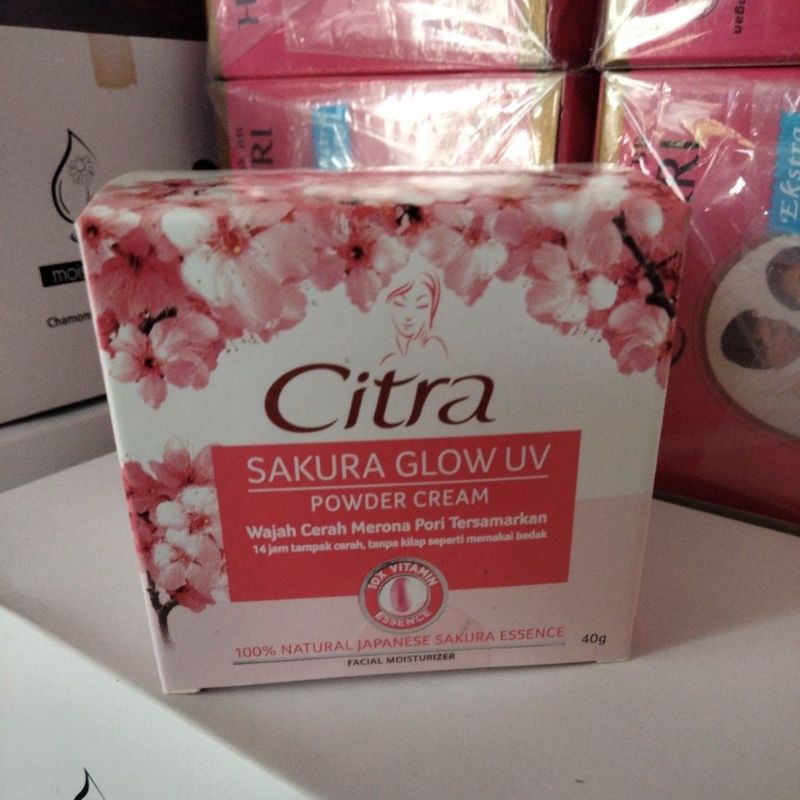 Citra
SAKURA GLOW UV
POWDER CREAM
Wajah Cerah Merona Pori Tersamarkan
14 jam tampak cerah, tanpa kilap seperti memakai bedak
10X VITAMIN
ESSENCE
100% NATURAL JAPANESE SAKURA ESSENCE
FACIAL MOISTURIZER
40g
Ekstra